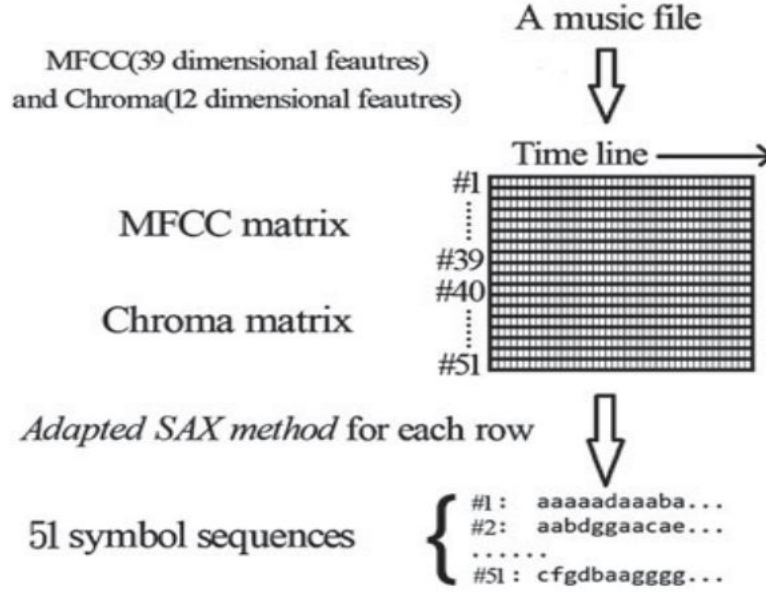 A music file
MFCC(39 dimensional feautres)
and Chroma(12 dimensional feautres)
Time line
#1
MFCC matrix
#39
#40
Chroma matrix
#51
Adapted SAX method for each row
51 symbol sequences
#1: aaaaadaaaba...
#2: aabdggaacae...
......
#51: cfgdbaagggg...